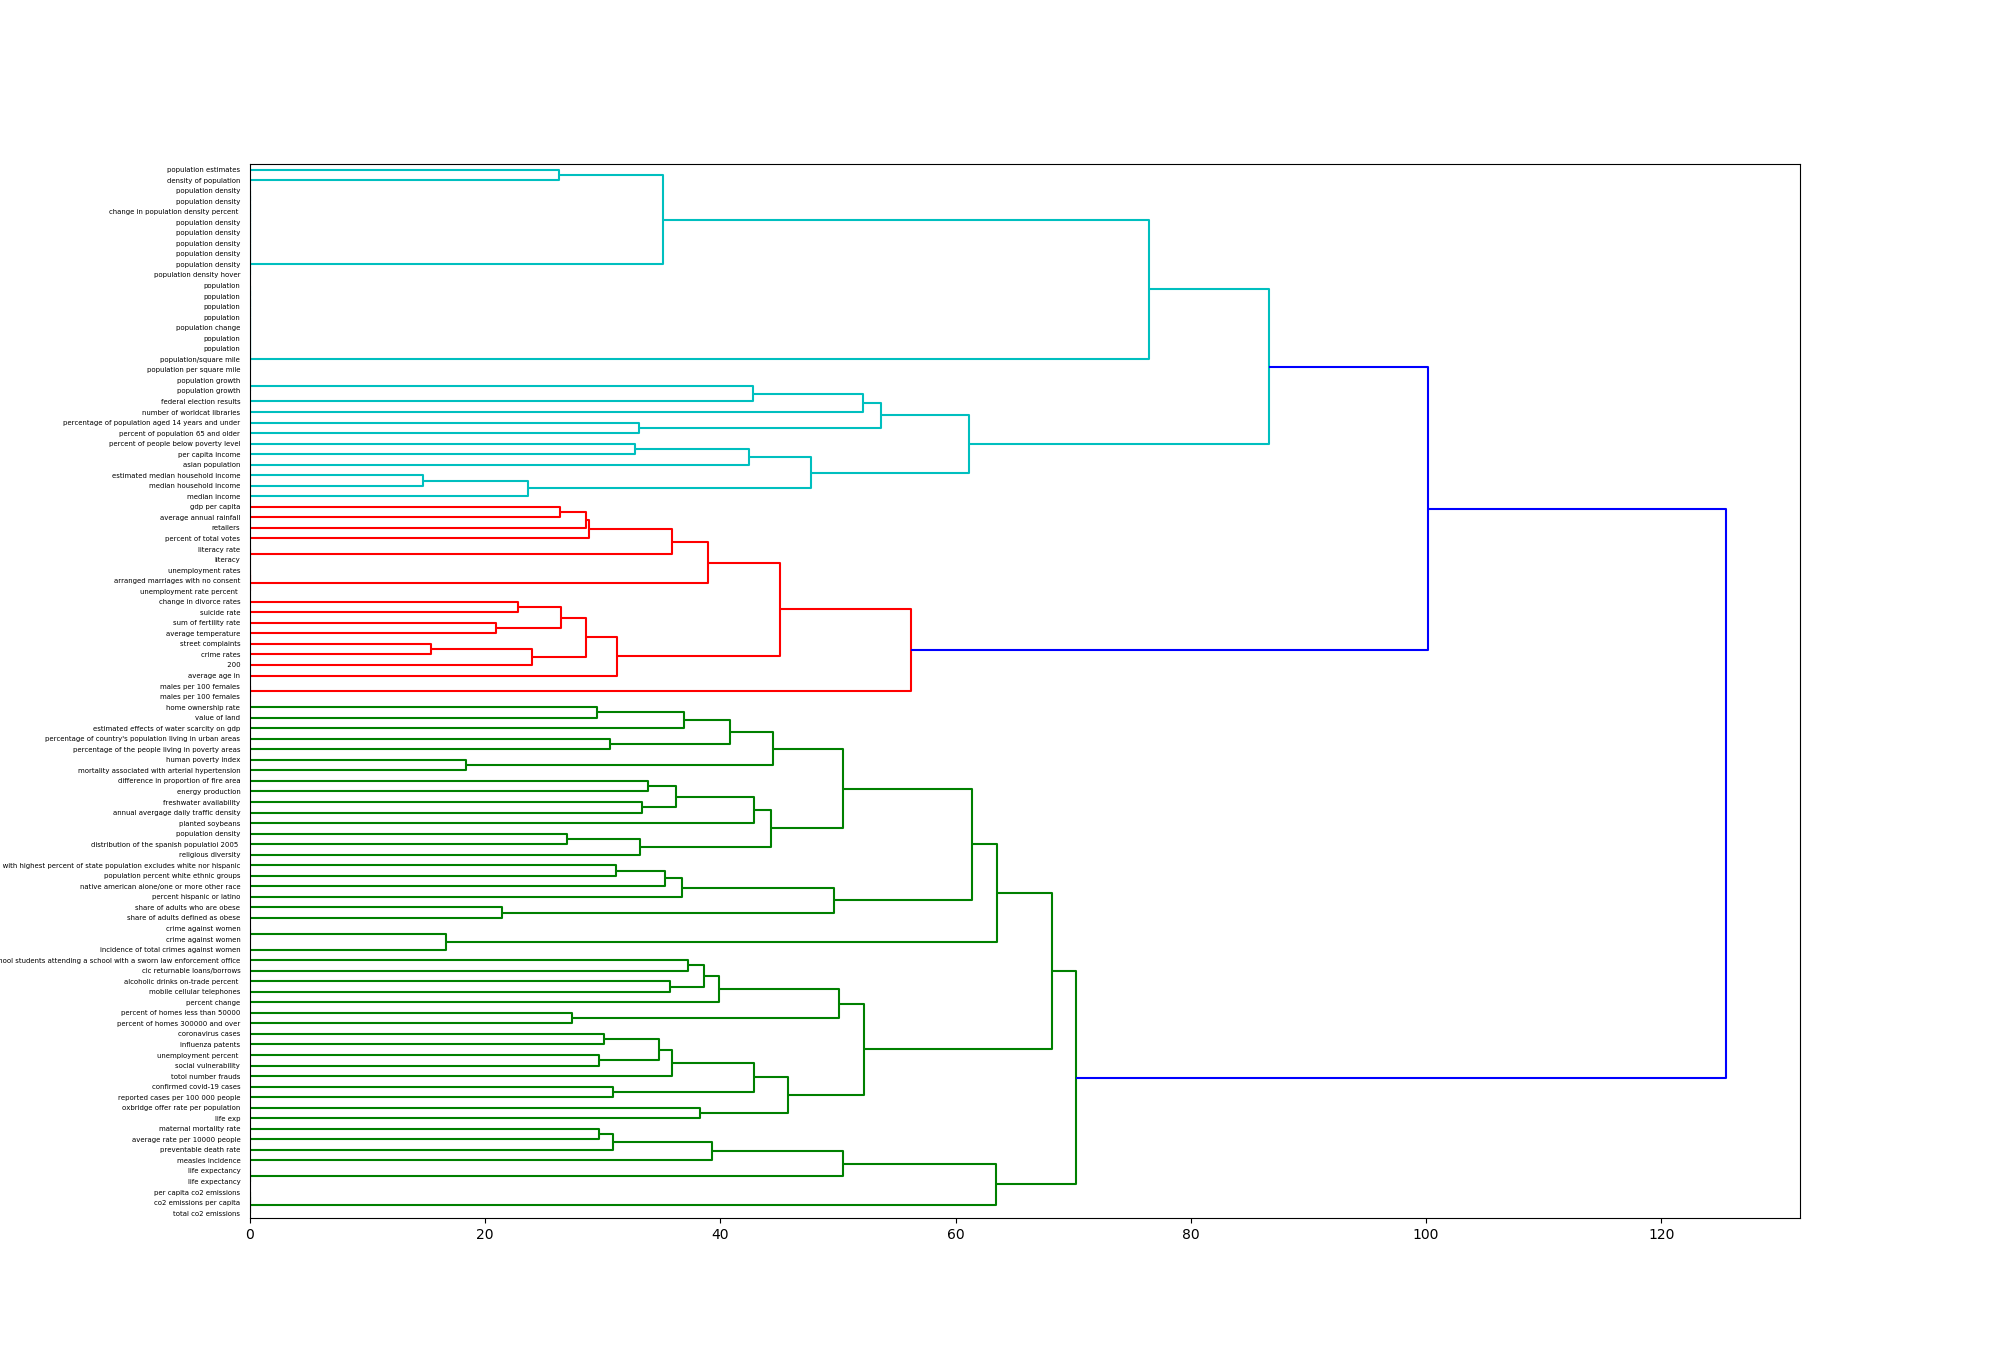 population estimates
density of population
population density
population density
change in population density percent
population density
population density
population density
population density
population density
population density hover
population
population
population
population
population change
population
population
population/square mile
population per square mile
population growth
population growth
federal election results
number of worldcat libraries
percentage of population aged 14 years and under
percent of population 65 and older
percent of people below poverty level
per capita income
asian population
estimated median household income
median household income
median income
gdp per capita
average annual rainfall
retailers
percent of total votes
literacy rate
literacy
unemployment rates
arranged marriages with no consent
unemployment rate percent
change in divorce rates
suicide rate
sum of fertility rate
average temperature
street complaints
crime rates
200
average age in
males per 100 females
males per 100 females
home ownership rate
value of land
estimated effects of water scarcity on gdp
percentage of country's population living in urban areas
percentage of the people living in poverty areas
human poverty index
mortality associated with arterial hypertension
difference in proportion of fire area
energy production
freshwater availability
annual avergage daily traffic density
planted soybeans
population density
distribution of the spanish populatiol 2005
religious diversity
with highest percent of state population excludes white nor hispanic
population percent white ethnic groups
native american alone/one or more other race
percent hispanic or latino
share of adults who are obese
share of adults defined as obese
crime against women
crime against women
incidence of total crimes against women
hool students attending a school with a sworn law enforcement office
cic returnable loans/borrows
alcoholic drinks on-trade percent
mobile cellular telephones
percent change
percent of homes less than 50000
percent of homes 300000 and over
coronavirus cases
influenza patents
unemployment percent
social vulnerability
totol number frauds
confirmed covid-19 cases
reported cases per 100 000 people
oxbridge offer rate per population
life exp
maternal mortality rate
average rate per 10000 people
preventable death rate
measles incidence
life expectancy
life expectancy
per capita co2 emissions
co2 emissions per capita
total co2 emissions
0 20 40 60 80 100 120